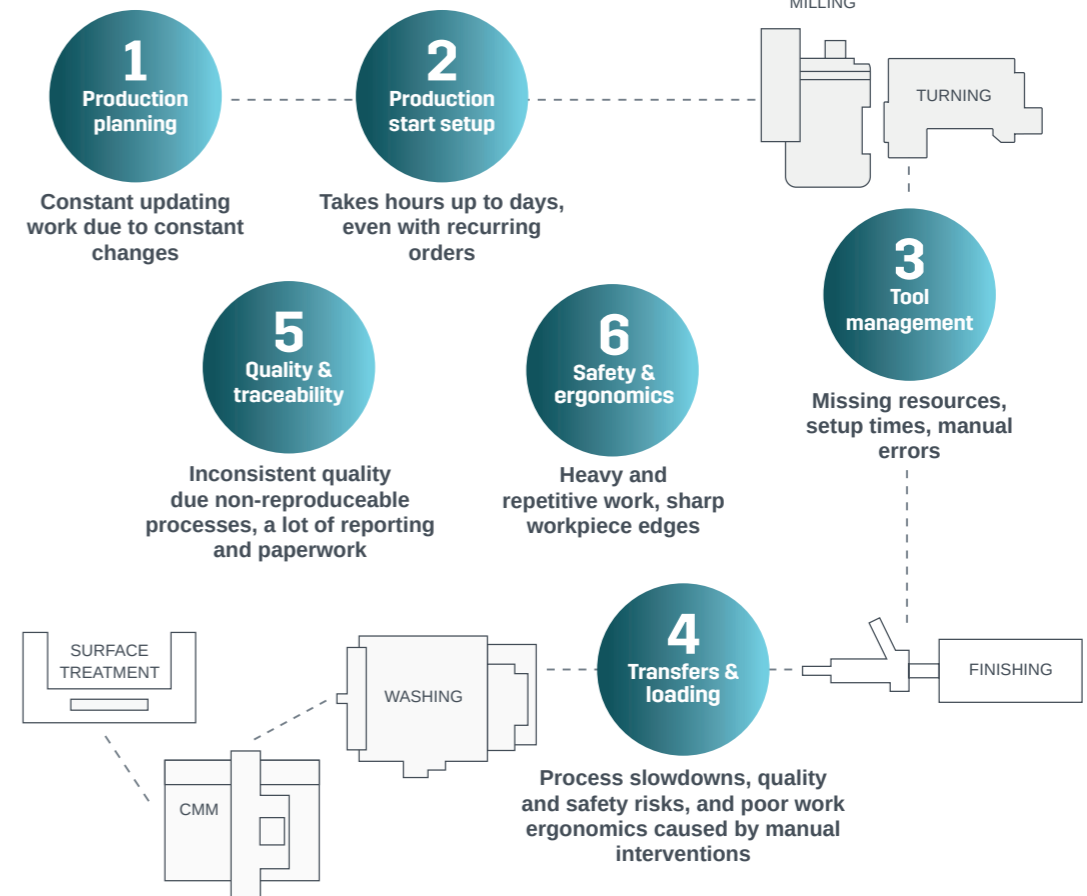 MILLING
1
Production
planning
2
Production
start setup
TURNING
Constant updating
work due to constant
changes
Takes hours up to days,
even with recurring
orders
3
Tool
management
Missing resources,
setup times, manual
errors
5
Quality &
traceability
Inconsistent quality
due non-reproduceable
processes, a lot of reporting
and paperwork
6
Safety &
ergonomics
Heavy and
repetitive work, sharp
workpiece edges
4
Transfers &
loading
Process slowdowns, quality
and safety risks, and poor work
ergonomics caused by manual
interventions
FINISHING
WASHING
SURFACE
TREATMENT
CMM